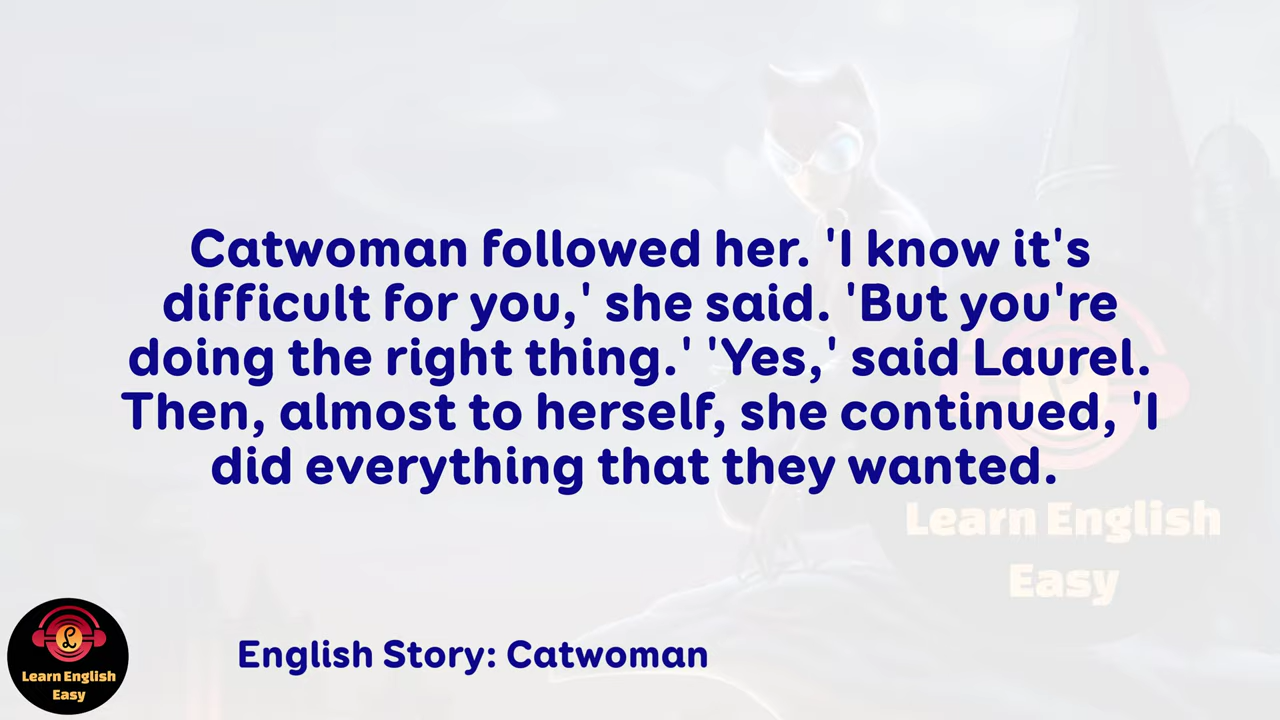 Catwoman followed her. 'I know it's
difficult for you,' she said. 'But you're
doing the right thing.' 'Yes,' said Laurel.
Then, almost to herself, she continued, 'I
did everything that they wanted.
Learn English
Easy
L
Learn English
Easy
English Story: Catwoman